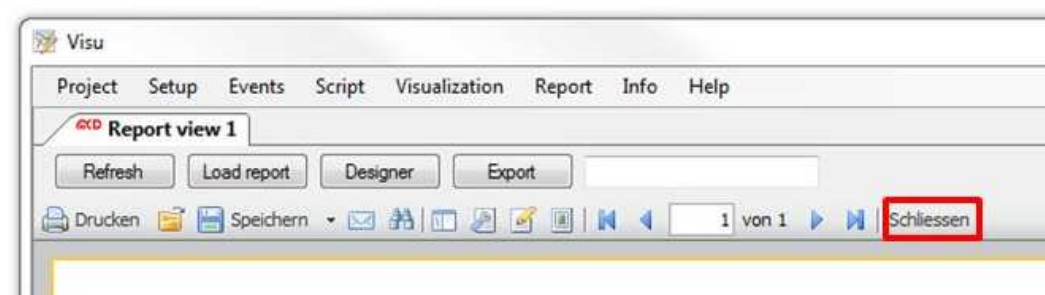 Visu
Project Setup Events Script Visualization Report Info Help
GKD Report view 1
Refresh Load report Designer Export
Drucken Speichern 1 von 1 Schliessen